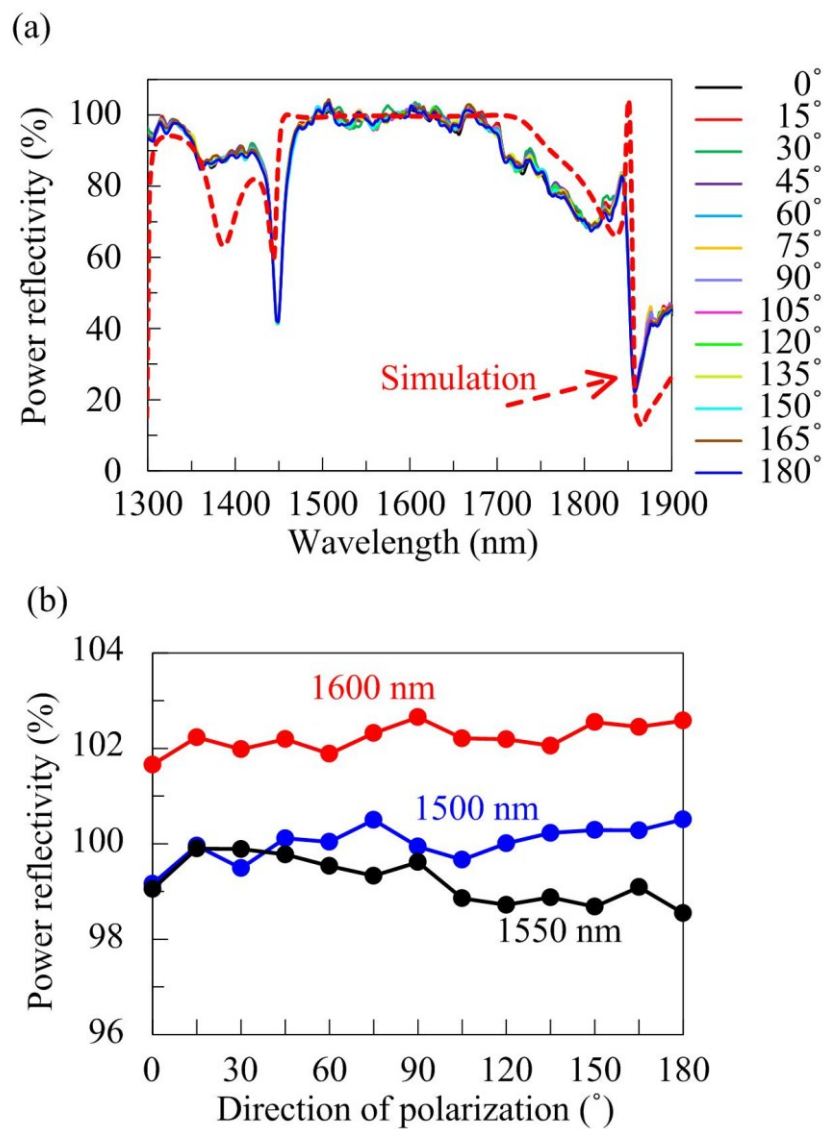 (a)
Power reflectivity (%)
100
80
60
40
20
0
1300 1400 1500 1600 1700 1800 1900
Wavelength (nm)
Simulation
0°
15°
30°
45°
60°
75°
90°
105°
120°
135°
150°
165°
180°
(b)
Power reflectivity (%)
104
102
100
98
96
1600 nm
1500 nm
1550 nm
0 30 60 90 120 150 180
Direction of polarization (°)